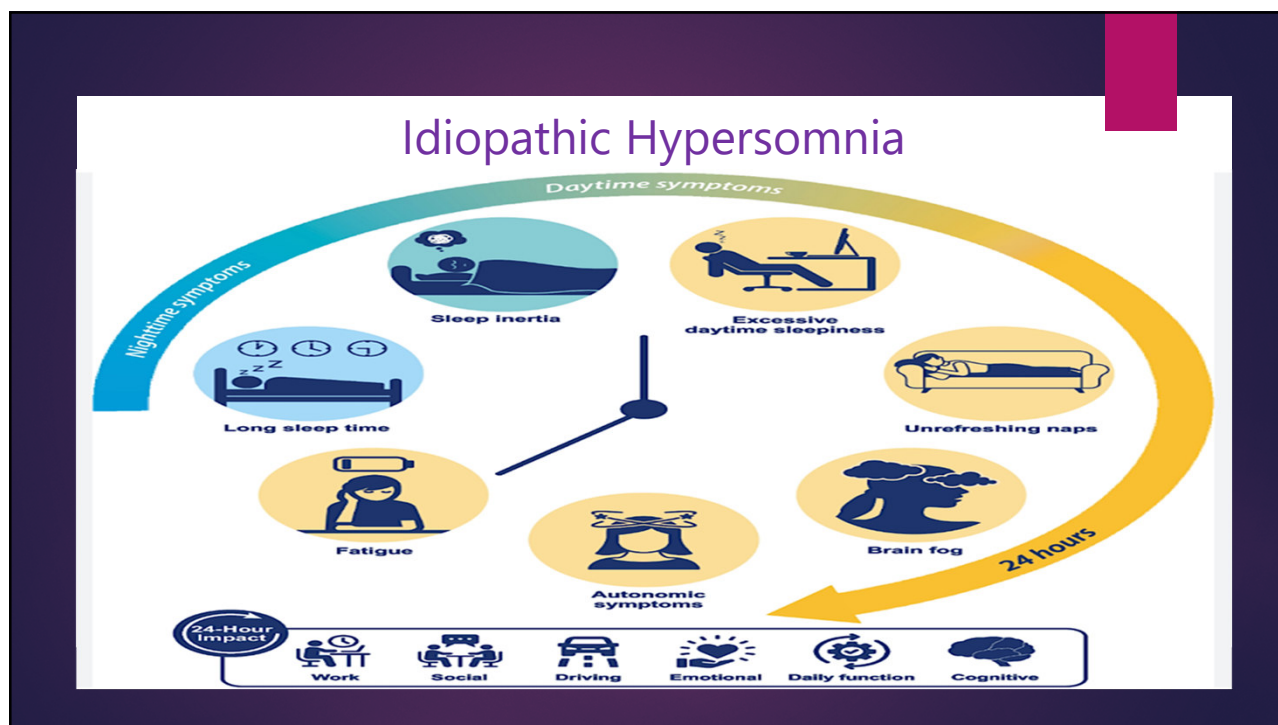 Idiopathic Hypersomnia
Daytime symptoms
Nighttime symptoms
Sleep inertia
Excessive
daytime sleepiness
z z Z Z
Long sleep time
Unrefreshing naps
Fatigue
Brain fog
Autonomic
symptoms
24 hours
24-Hour
Impact
Work
Social
Driving
Emotional
Daily function
Cognitive